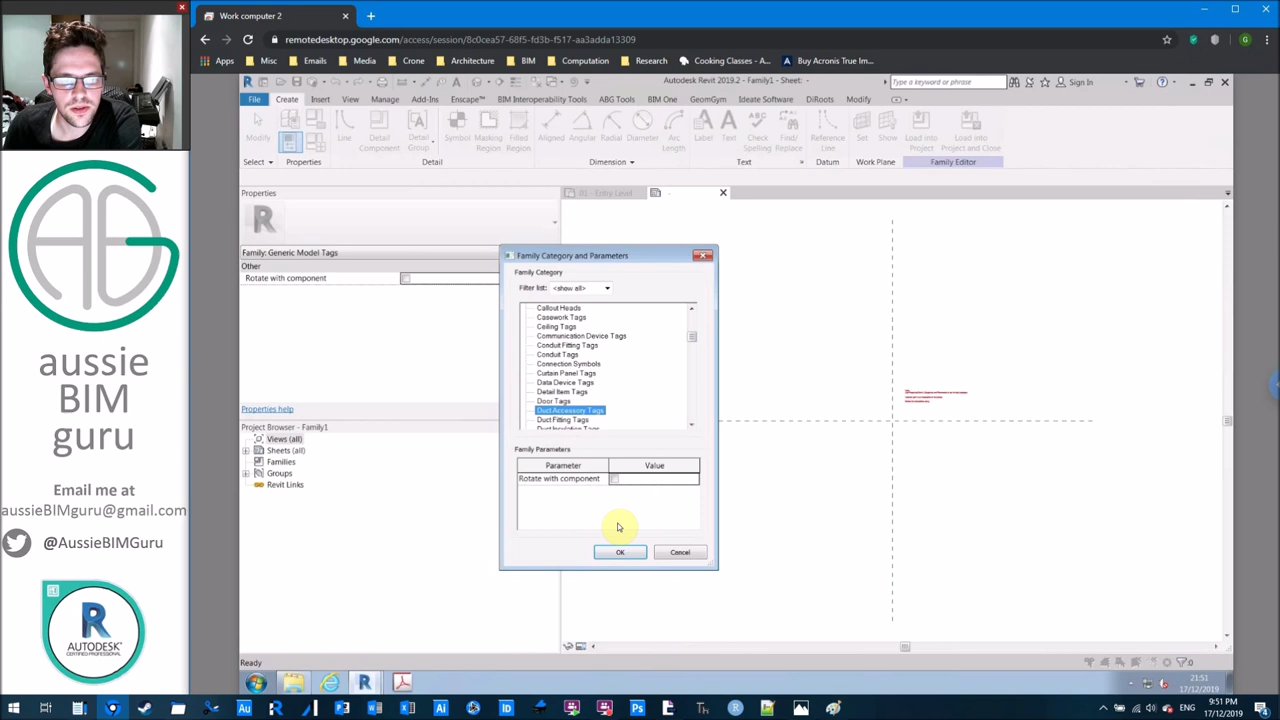 Work computer 2
remotedesktop.google.com/access/session/8c0cea57-68f5-fd3b-f517-aa3adda13309
Apps
Misc
Emails
Media
Crone
Architecture
BIM
Computation
Research
Cooking Classes - A...
Buy Acronis True Im...
Autodesk Revit 2019.2 - Family1 - Sheet: -
Type a keyword or phrase
Sign In
File
Create
Insert
View
Manage
Add-Ins
Enscape™
BIM Interoperability Tools
ABG Tools
BIM One
GeomGym
Ideate Software
DiRoots
Modify
Modify
Line
Detail
Component
Detail
Group
Symbol
Masking
Region
Filled
Region
Aligned
Angular
Radial
Diameter
Arc
Length
Label
Text
Check
Spelling
Find/
Replace
Reference
Line
Set
Show
Load into
Project
Load into
Project and Close
Select
Properties
Detail
Dimension
Text
Datum
Work Plane
Family Editor
Properties
Family: Generic Model Tags
Other
Rotate with component
Properties help
Project Browser - Family1
Views (all)
Sheets (all)
Families
Groups
Revit Links
Entry Level
Family Category and Parameters
Family Category
Filter list:
<show all>
Callout Heads
Casework Tags
Ceiling Tags
Communication Device Tags
Conduit Fitting Tags
Conduit Tags
Connection Symbols
Curtain Panel Tags
Data Device Tags
Detail Item Tags
Door Tags
Duct Accessory Tags
Duct Fitting Tags
Duct Insulation Tags
Family Parameters
Parameter
Value
Rotate with component
OK
Cancel
Ready
:0
21:51
17/12/2019
aussie
BIM
guru
Email me at
aussieBIMguru@gmail.com
@AussieBIMGuru
R
AUTODESK
CERTIFIED PROFESSIONAL
ENG
9:51 PM
17/12/2019